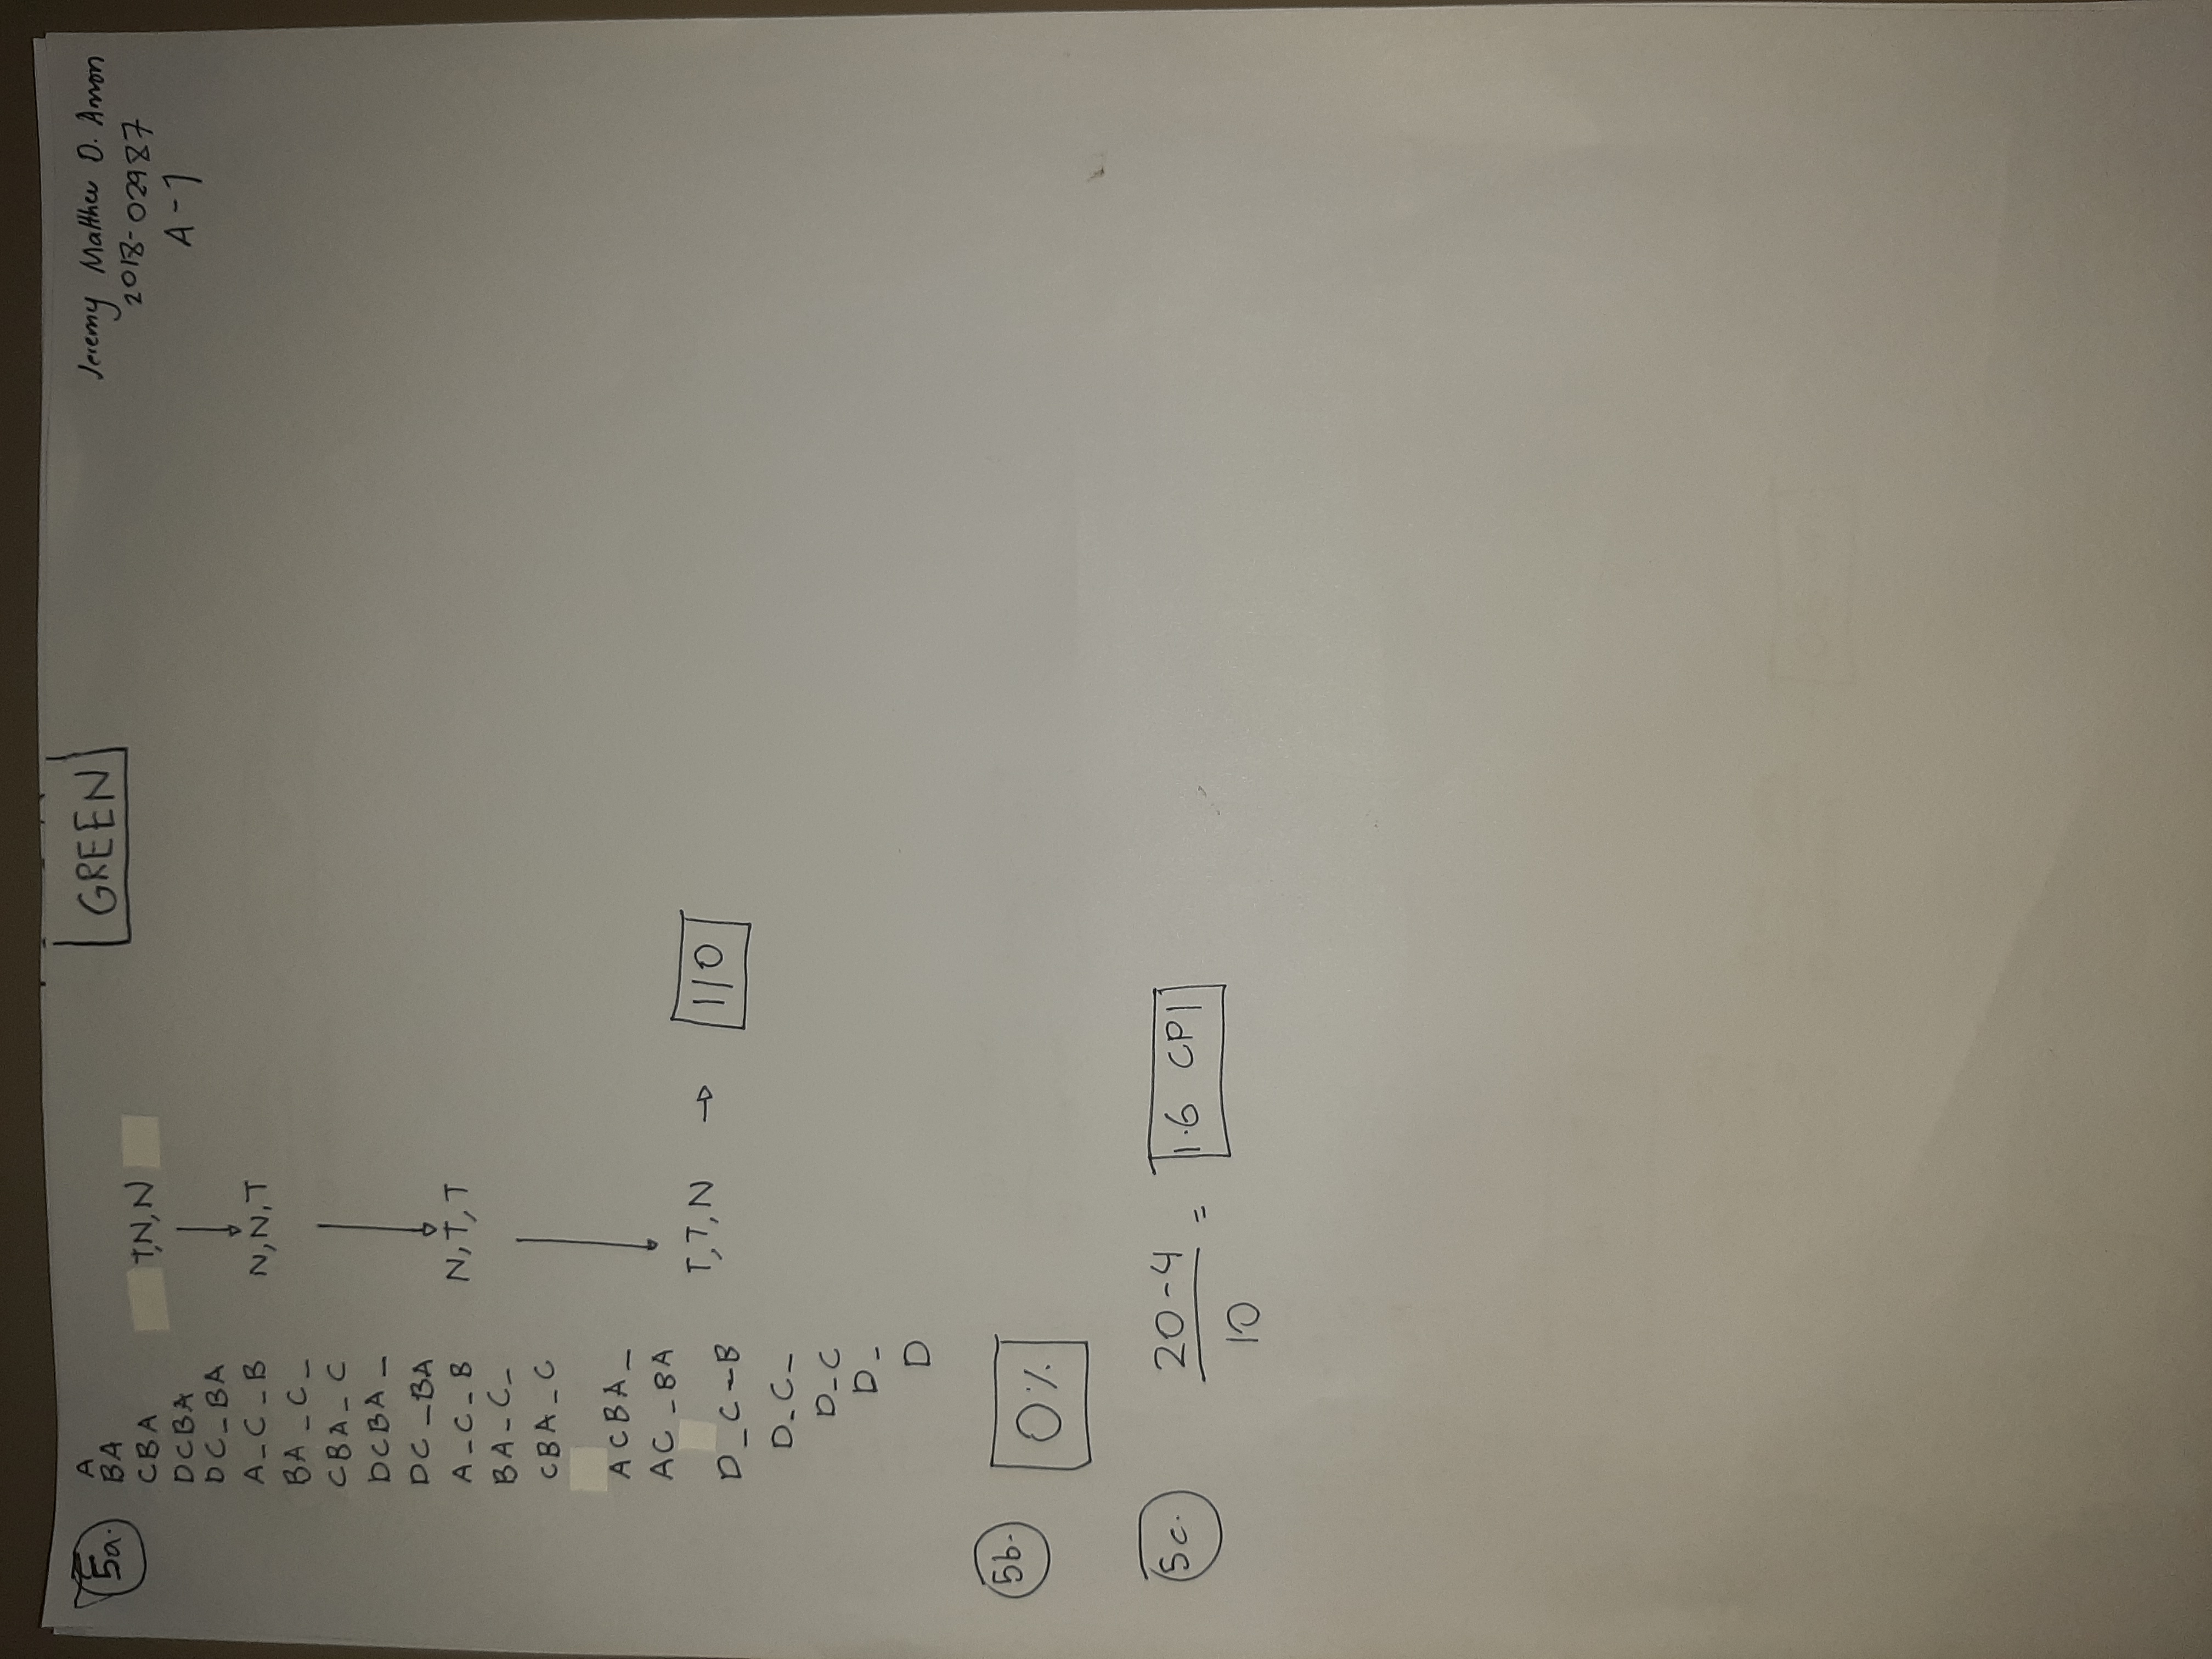 GREEN
Jeremy Matthew D. Amon
2018-02987
A-1
5a.
A
BA
CBA T,N,N
DCBA
DC_BA
A_C_B N,N,T
BA_C_
CBA_C
DCBA_
DC_BA
A_C_B N,T,T
BA_C_
CBA_C
ACBA_
AC_BA
D_C_B T,T,N → 110
D_C_
D_C
D_
D
5b. 0%
5c. 20-4
10
= 1.6 CPI